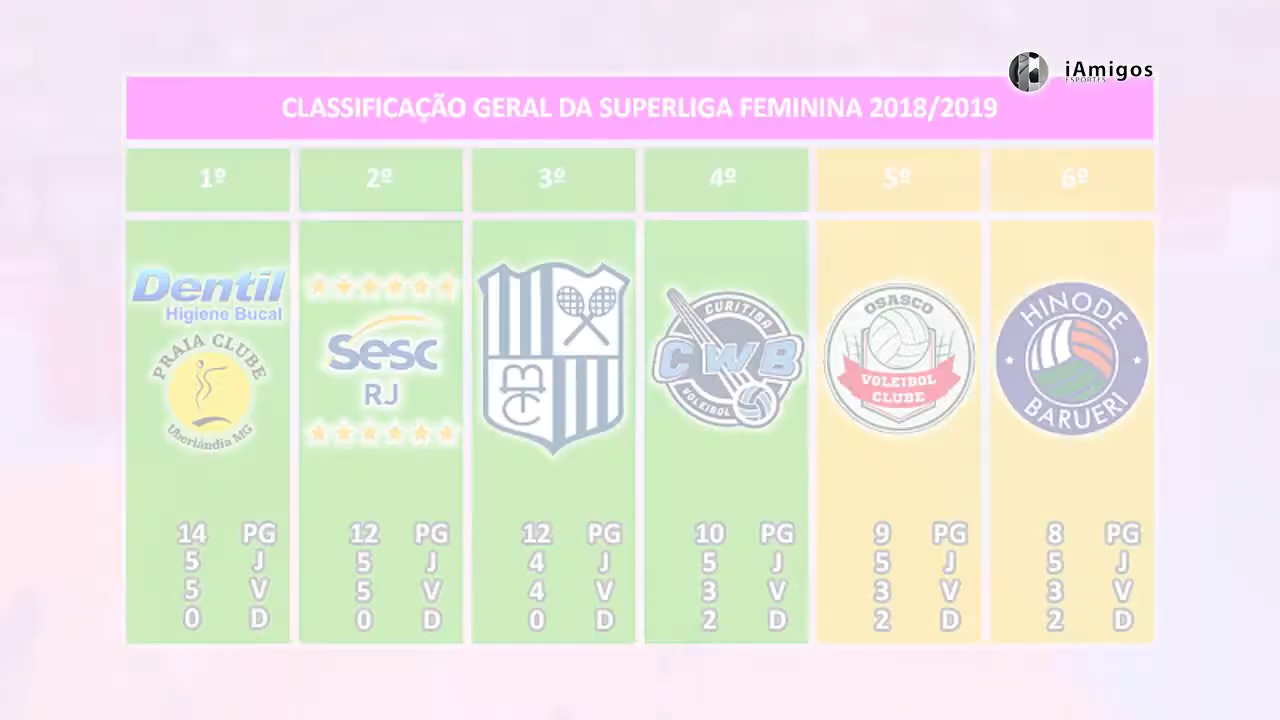 iAmigos
ESPORTES
CLASSIFICAÇÃO GERAL DA SUPERLIGA FEMININA 2018/2019
1º 2º 3º 4º 5º 6º
Dentil
Higiene Bucal
PRAIA CLUBE
Uberlândia MG
Sesc
RJ
MTC
CURITIBA
CWB
VOLEIBOL
OSASCO
VOLEIBOL
CLUBE
HINODE
BARUERI
14 PG 12 PG 12 PG 10 PG 9 PG 8 PG
5 J 5 J 4 J 5 J 5 J 5 J
5 V 5 V 4 V 3 V 3 V 3 V
0 D 0 D 0 D 2 D 2 D 2 D